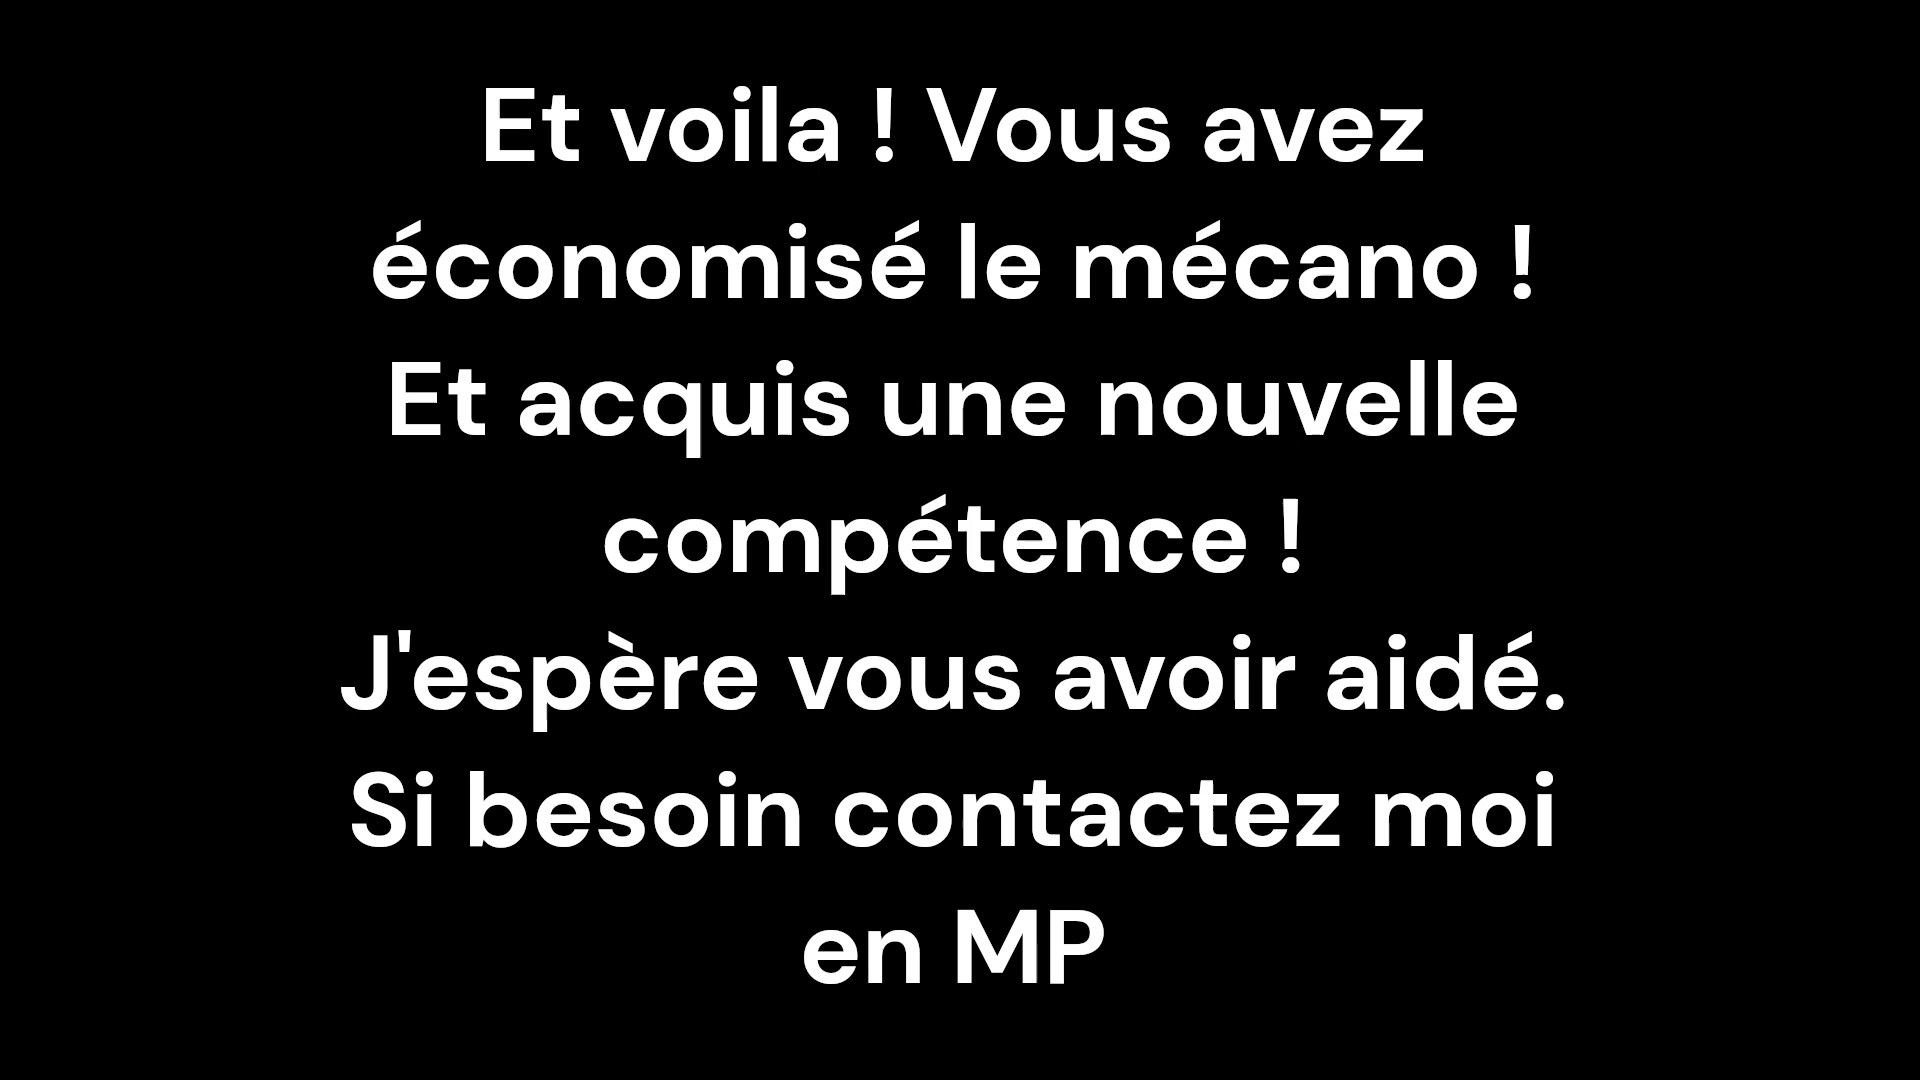 Et voila ! Vous avez
économisé le mécano !
Et acquis une nouvelle
compétence !
J'espère vous avoir aidé.
Si besoin contactez moi
en MP